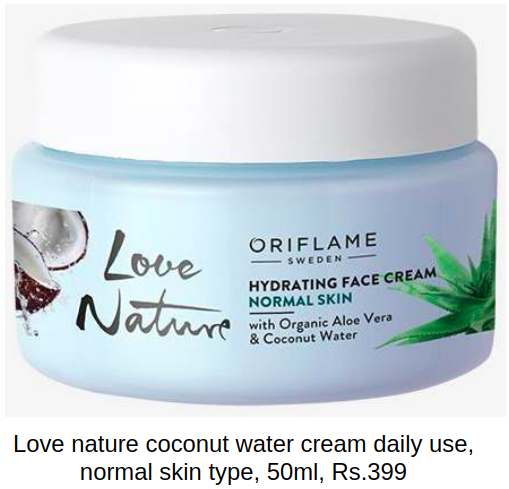 Love
Nature
ORIFLAME
SWEDEN
HYDRATING FACE CREAM
NORMAL SKIN
with Organic Aloe Vera
& Coconut Water
Love nature coconut water cream daily use,
normal skin type, 50ml, Rs.399